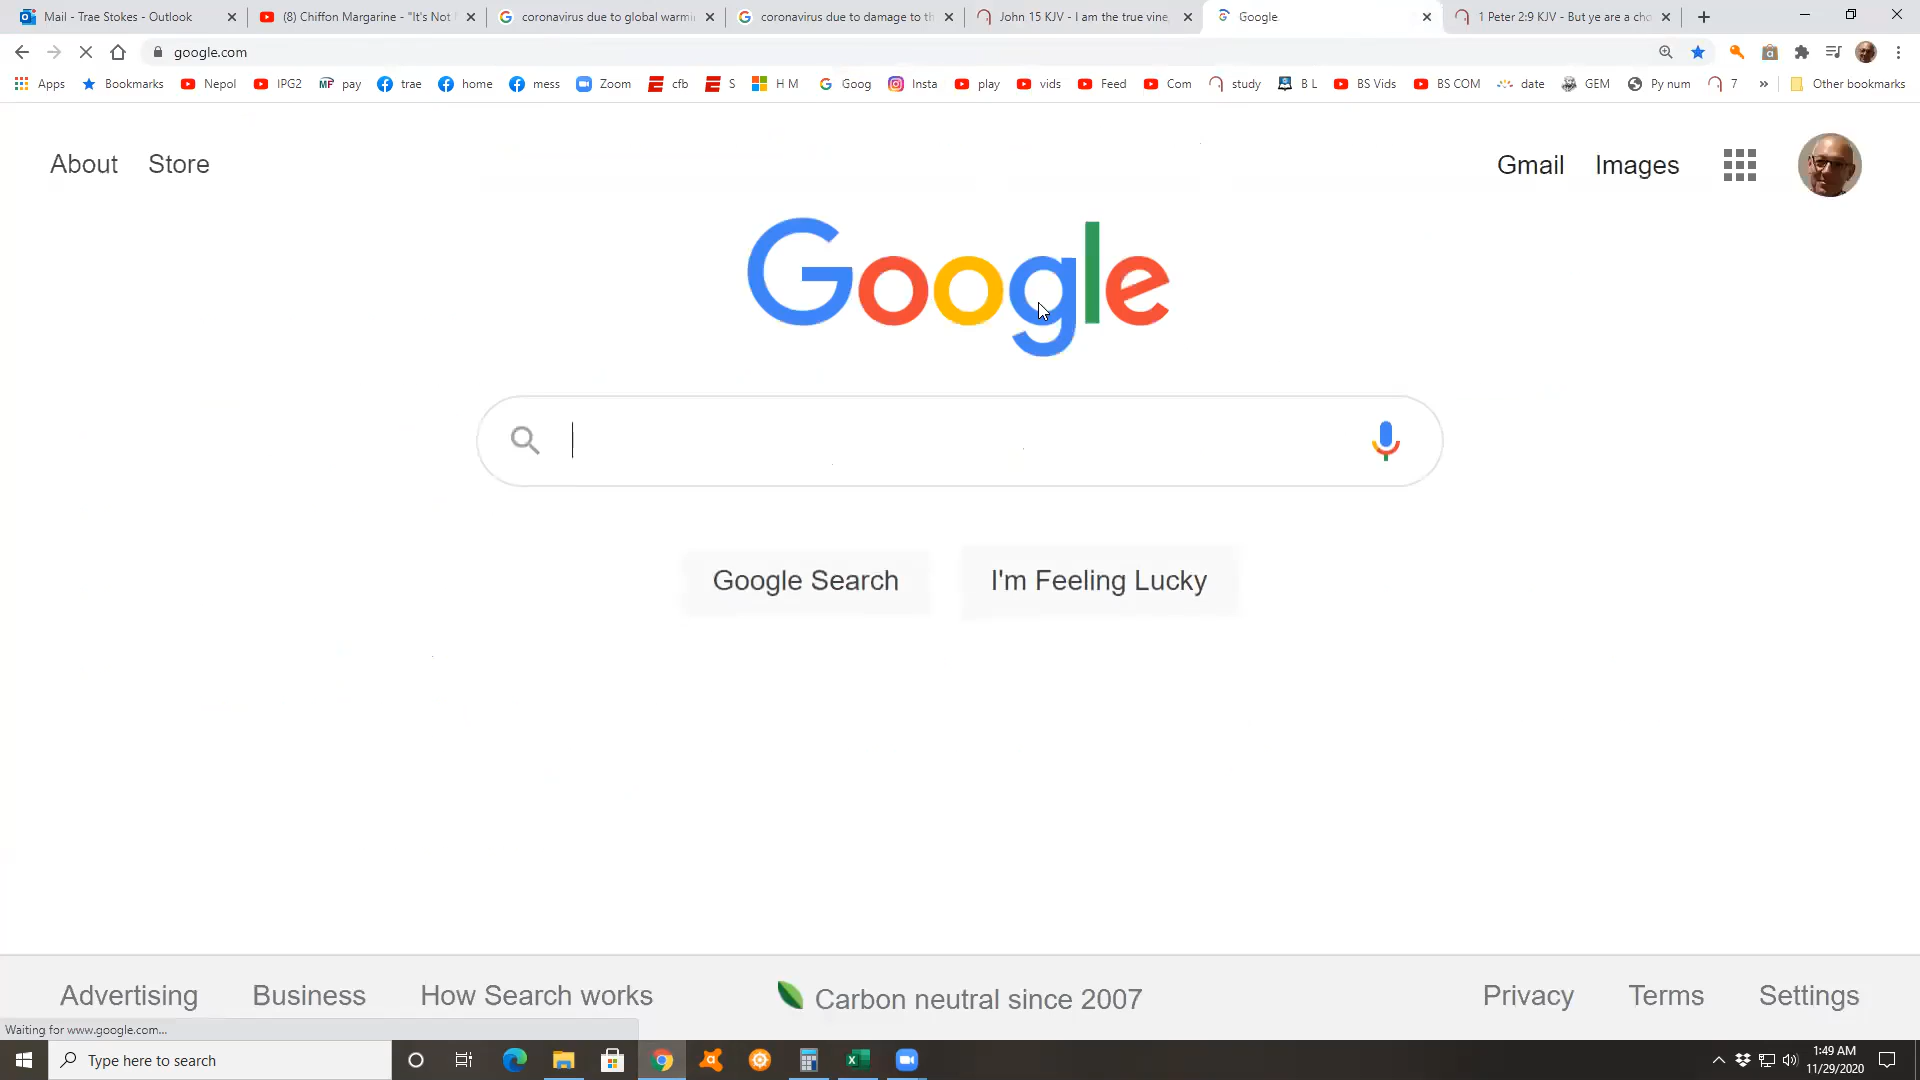 Mail - Trae Stokes - Outlook
(8) Chiffon Margarine - "It's Not
coronavirus due to global warmi
coronavirus due to damage to th
John 15 KJV - I am the true vine
Google
1 Peter 2:9 KJV - But ye are a cho
google.com
Apps
Bookmarks
Nepol
IPG2
MF pay
trae
home
mess
Zoom
cfb
S
H M
Goog
Insta
play
vids
Feed
Com
study
B L
BS Vids
BS COM
date
GEM
Py num
7
»
Other bookmarks
About
Store
Gmail
Images
Google
Google Search
I'm Feeling Lucky
Advertising
Business
How Search works
Carbon neutral since 2007
Privacy
Terms
Settings
Waiting for www.google.com...
Type here to search
1:49 AM
11/29/2020